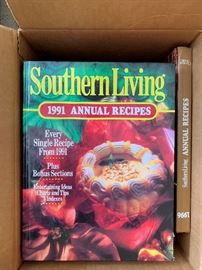 Southern Living
1991 ANNUAL RECIPES
Every
Single Recipe
From 1991
Plus
Bonus Sections
Entertaining Ideas
Charts and Tips
Indexes
Southern Living ANNUAL RECIPES